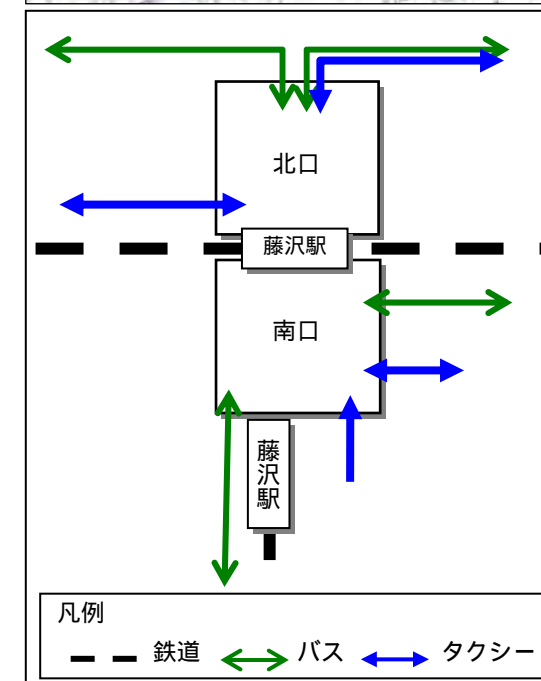 北口
藤沢駅
南口
藤沢駅
凡例
鉄道 バス タクシー